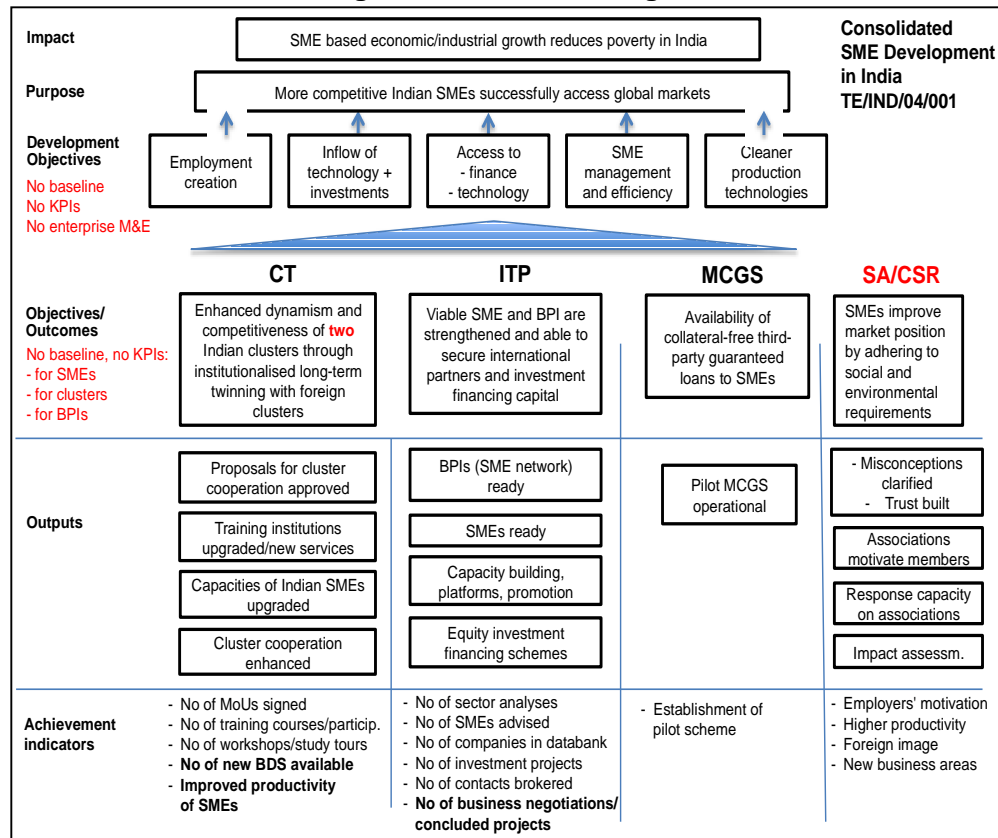 Impact
SME based economic/industrial growth reduces poverty in India
Consolidated
SME Development
in India
TE/IND/04/001
Purpose
More competitive Indian SMEs successfully access global markets
Development
Objectives
No baseline
No KPIs
No enterprise M&E
Employment
creation
Inflow of
technology +
investments
Access to
- finance
- technology
SME
management
and efficiency
Cleaner
production
technologies
CT
ITP
MCGS
SA/CSR
Objectives/
Outcomes
No baseline, no KPIs:
- for SMEs
- for clusters
- for BPIs
Enhanced dynamism and
competitiveness of two
Indian clusters through
institutionalised long-term
twinning with foreign
clusters
Viable SME and BPI are
strengthened and able to
secure international
partners and investment
financing capital
Availability of
collateral-free third-
party guaranteed
loans to SMEs
SMEs improve
market position
by adhering to
social and
environmental
requirements
Outputs
Proposals for cluster
cooperation approved
Training institutions
upgraded/new services
Capacities of Indian SMEs
upgraded
Cluster cooperation
enhanced
BPIs (SME network)
ready
SMEs ready
Capacity building,
platforms, promotion
Equity investment
financing schemes
Pilot MCGS
operational
- Misconceptions
clarified
- Trust built
Associations
motivate members
Response capacity
on associations
Impact assessm.
Achievement
indicators
- No of MoUs signed
- No of training courses/particip.
- No of workshops/study tours
- No of new BDS available
- Improved productivity
of SMEs
- No of sector analyses
- No of SMEs advised
- No of companies in databank
- No of investment projects
- No of contacts brokered
- No of business negotiations/
concluded projects
- Establishment of
pilot scheme
- Employers' motivation
- Higher productivity
- Foreign image
- New business areas